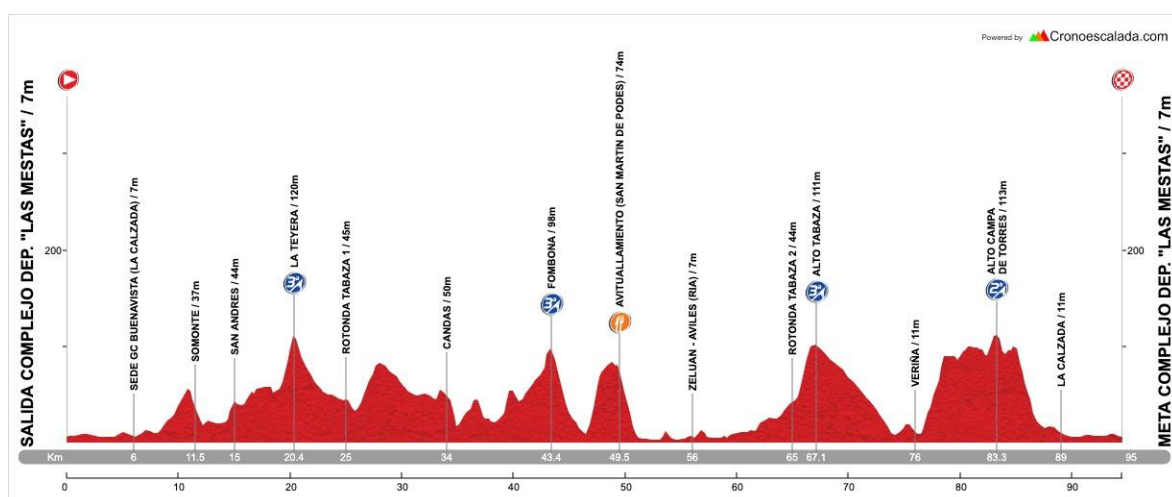 Powered by Cronoescalada.com
SALIDA COMPLEJO DEP. "LAS MESTAS" / 7m
SEDE GC BUENAVISTA (LA CALZADA) / 7m
SOMONTE / 37m
SAN ANDRES / 44m
LA TEYERA / 120m
3ª
ROTONDA TABAZA 1 / 45m
CANDAS / 50m
FOMBONA / 98m
3ª
AVITUALLAMIENTO (SAN MARTIN DE PODES) / 74m
ZELUAN - AVILES (RIA) / 7m
ROTONDA TABAZA 2 / 44m
ALTO TABAZA / 111m
3ª
VERIÑA / 11m
ALTO CAMPA
DE TORRES / 113m
2ª
LA CALZADA / 11m
META COMPLEJO DEP. "LAS MESTAS" / 7m
200
200
Km 6 11.5 15 20.4 25 34 43.4 49.5 56 65 67.1 76 83.3 89 95
0 10 20 30 40 50 60 70 80 90